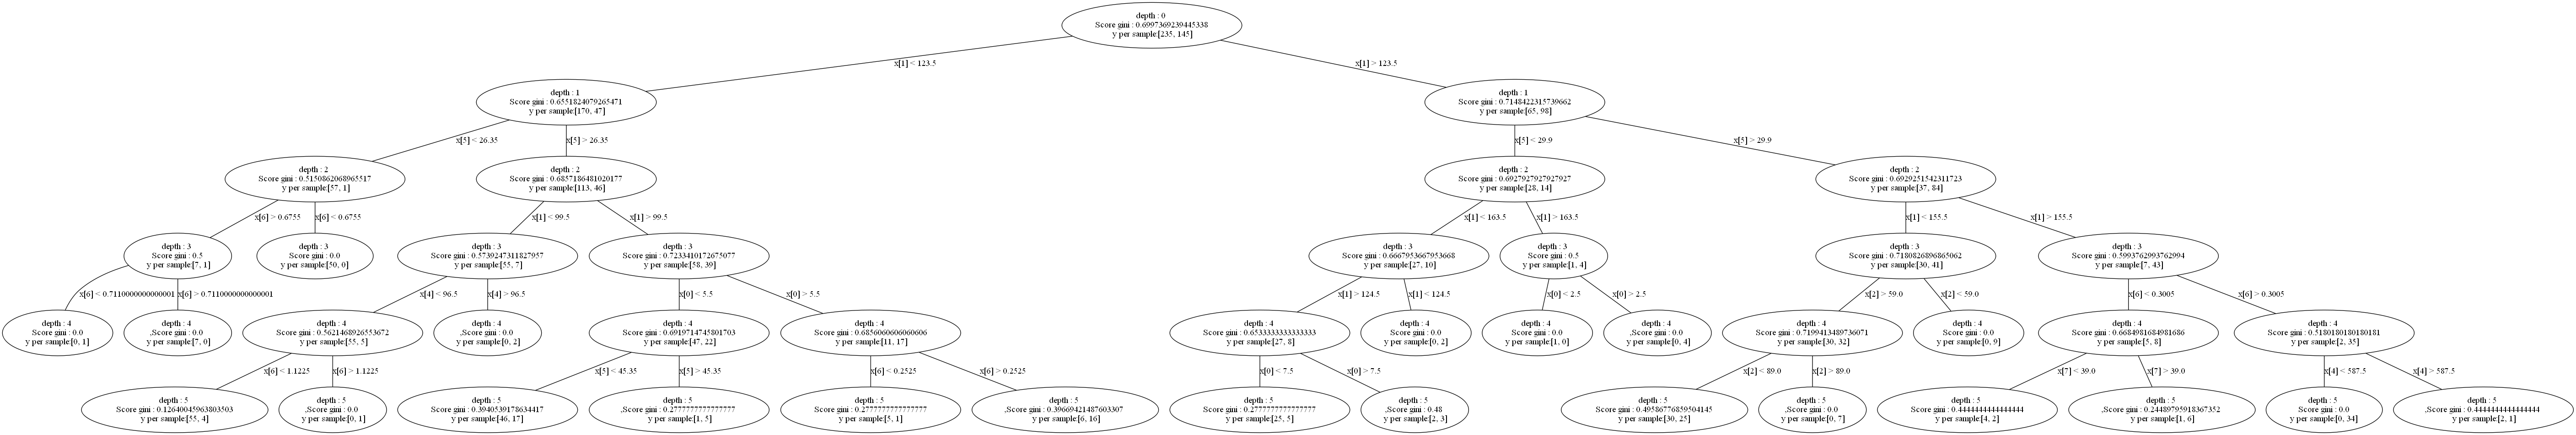 depth : 0
Score gini : 0.6997369239445338
y per sample:[235, 145]
x[1] < 123.5
x[1] > 123.5
depth : 1
Score gini : 0.6551824079265471
y per sample:[170, 47]
depth : 1
Score gini : 0.7148422315739662
y per sample:[65, 98]
x[5] < 26.35
x[5] > 26.35
x[5] < 29.9
x[5] > 29.9
depth : 2
Score gini : 0.5150862068965517
y per sample:[57, 1]
depth : 2
Score gini : 0.6857186481020177
y per sample:[113, 46]
depth : 2
Score gini : 0.6927927927927927
y per sample:[28, 14]
depth : 2
Score gini : 0.6929251542311723
y per sample:[37, 84]
x[6] > 0.6755
x[6] < 0.6755
x[1] < 99.5
x[1] > 99.5
x[1] < 163.5
x[1] > 163.5
x[1] < 155.5
x[1] > 155.5
depth : 3
Score gini : 0.5
y per sample:[7, 1]
depth : 3
Score gini : 0.0
y per sample:[50, 0]
depth : 3
Score gini : 0.5739247311827957
y per sample:[55, 7]
depth : 3
Score gini : 0.7233410172675077
y per sample:[58, 39]
depth : 3
Score gini : 0.6667953667953668
y per sample:[27, 10]
depth : 3
Score gini : 0.5
y per sample:[1, 4]
depth : 3
Score gini : 0.7180826896865062
y per sample:[30, 41]
depth : 3
Score gini : 0.5993762993762994
y per sample:[7, 43]
x[6] < 0.7110000000000001
x[6] > 0.7110000000000001
x[4] < 96.5
x[4] > 96.5
x[0] < 5.5
x[0] > 5.5
x[1] > 124.5
x[1] < 124.5
x[0] < 2.5
x[0] > 2.5
x[2] > 59.0
x[2] < 59.0
x[6] < 0.3005
x[6] > 0.3005
depth : 4
Score gini : 0.0
y per sample:[0, 1]
depth : 4
,Score gini : 0.0
y per sample:[7, 0]
depth : 4
Score gini : 0.5621468926553672
y per sample:[55, 5]
depth : 4
,Score gini : 0.0
y per sample:[0, 2]
depth : 4
Score gini : 0.6919714745801703
y per sample:[47, 22]
depth : 4
Score gini : 0.6856060606060606
y per sample:[11, 17]
depth : 4
Score gini : 0.6533333333333333
y per sample:[27, 8]
depth : 4
Score gini : 0.0
y per sample:[0, 2]
depth : 4
Score gini : 0.0
y per sample:[1, 0]
depth : 4
,Score gini : 0.0
y per sample:[0, 4]
depth : 4
Score gini : 0.7199413489736071
y per sample:[30, 32]
depth : 4
Score gini : 0.0
y per sample:[0, 9]
depth : 4
Score gini : 0.6684981684981686
y per sample:[5, 8]
depth : 4
Score gini : 0.5180180180180181
y per sample:[2, 35]
x[6] < 1.1225
x[6] > 1.1225
x[5] < 45.35
x[5] > 45.35
x[6] < 0.2525
x[6] > 0.2525
x[0] < 7.5
x[0] > 7.5
x[2] < 89.0
x[2] > 89.0
x[7] < 39.0
x[7] > 39.0
x[4] < 587.5
x[4] > 587.5
depth : 5
Score gini : 0.12640045963803503
y per sample:[55, 4]
depth : 5
,Score gini : 0.0
y per sample:[0, 1]
depth : 5
Score gini : 0.3940539178634417
y per sample:[46, 17]
depth : 5
,Score gini : 0.2777777777777777
y per sample:[1, 5]
depth : 5
Score gini : 0.2777777777777777
y per sample:[5, 1]
depth : 5
,Score gini : 0.39669421487603307
y per sample:[6, 16]
depth : 5
Score gini : 0.2777777777777777
y per sample:[25, 5]
depth : 5
,Score gini : 0.48
y per sample:[2, 3]
depth : 5
Score gini : 0.49586776859504145
y per sample:[30, 25]
depth : 5
,Score gini : 0.0
y per sample:[0, 7]
depth : 5
Score gini : 0.4444444444444444
y per sample:[4, 2]
depth : 5
,Score gini : 0.24489795918367352
y per sample:[1, 6]
depth : 5
Score gini : 0.0
y per sample:[0, 34]
depth : 5
,Score gini : 0.4444444444444444
y per sample:[2, 1]